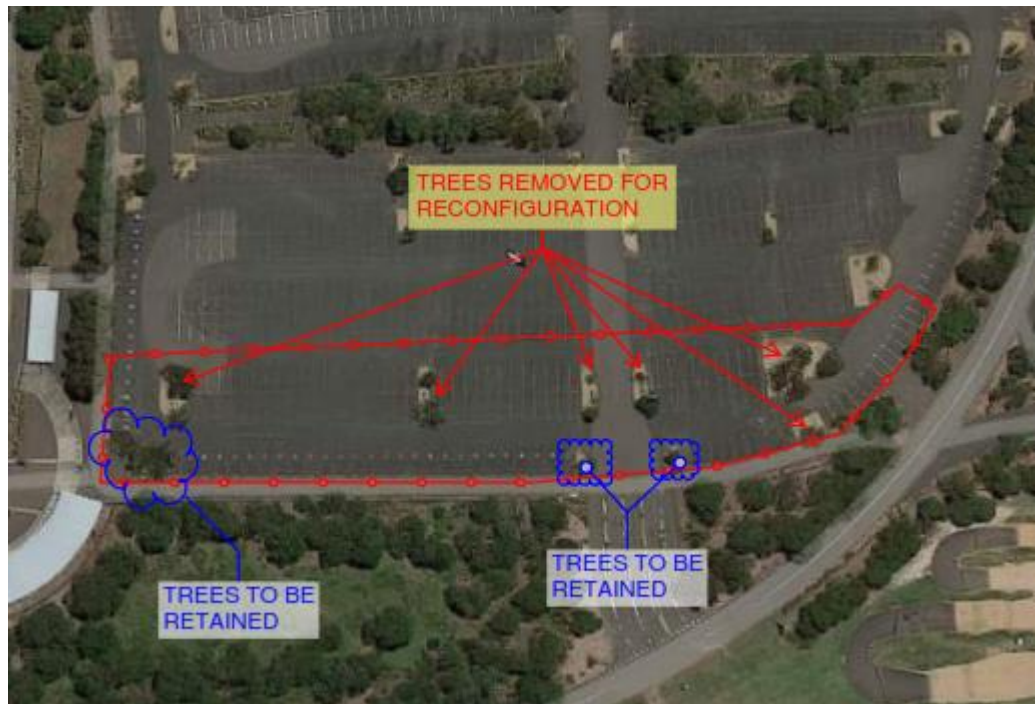 TREES REMOVED FOR
RECONFIGURATION
TREES TO BE
RETAINED
TREES TO BE
RETAINED